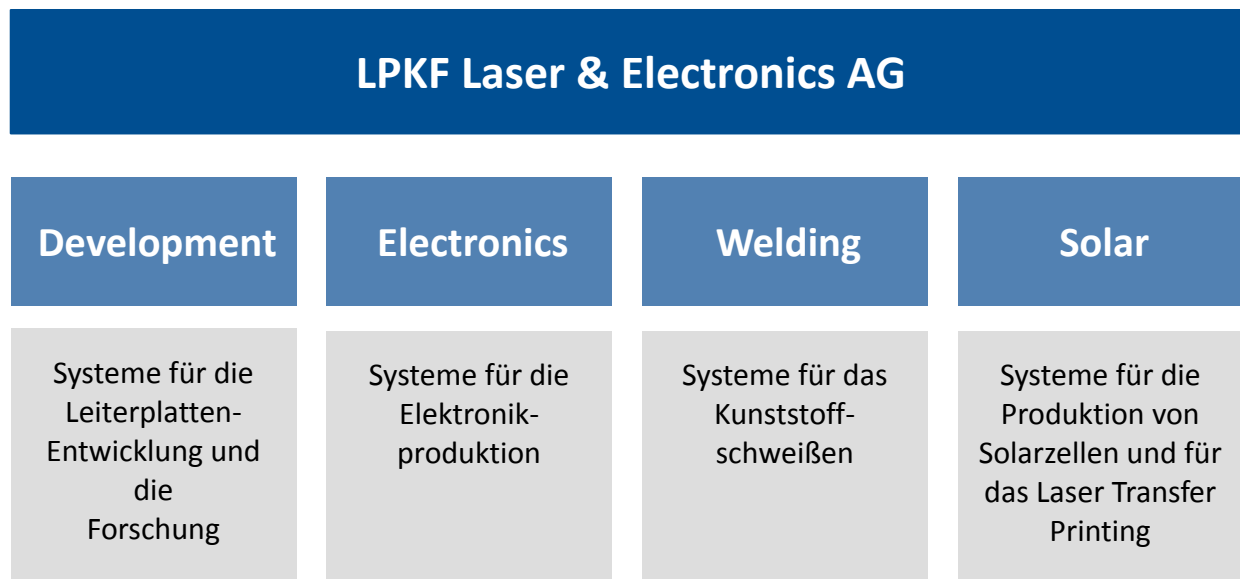 LPKF Laser & Electronics AG
Development
Electronics
Welding
Solar
Systeme für die
Leiterplatten-
Entwicklung und
die
Forschung
Systeme für die
Elektronik-
produktion
Systeme für das
Kunststoff-
schweißen
Systeme für die
Produktion von
Solarzellen und für
das Laser Transfer
Printing